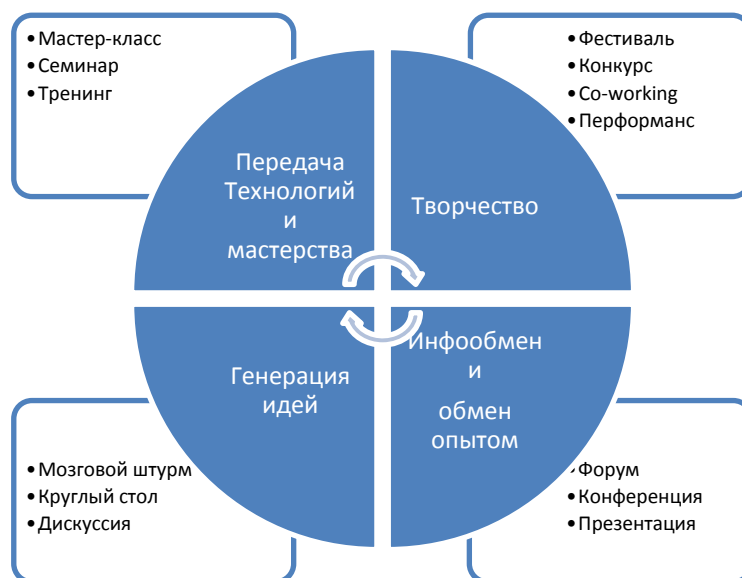 •Мастер-класс
•Семинар
•Тренинг
•Фестиваль
•Конкурс
•Co-working
•Перформанс
Передача
Технологий
и
мастерства
Творчество
Генерация
идей
Инфообмен
и
обмен
опытом
•Мозговой штурм
•Круглый стол
•Дискуссия
•Форум
•Конференция
•Презентация